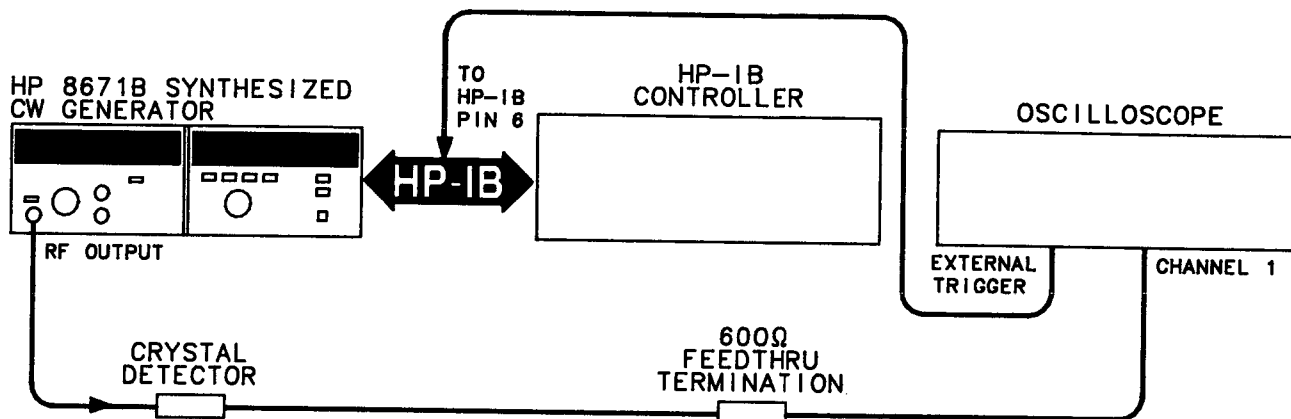 HP 8671B SYNTHESIZED
CW GENERATOR
TO
HP-IB
PIN 6
HP-IB
CONTROLLER
OSCILLOSCOPE
HP-IB
RF OUTPUT
EXTERNAL
TRIGGER
CHANNEL 1
CRYSTAL
DETECTOR
600Ω
FEEDTHRU
TERMINATION